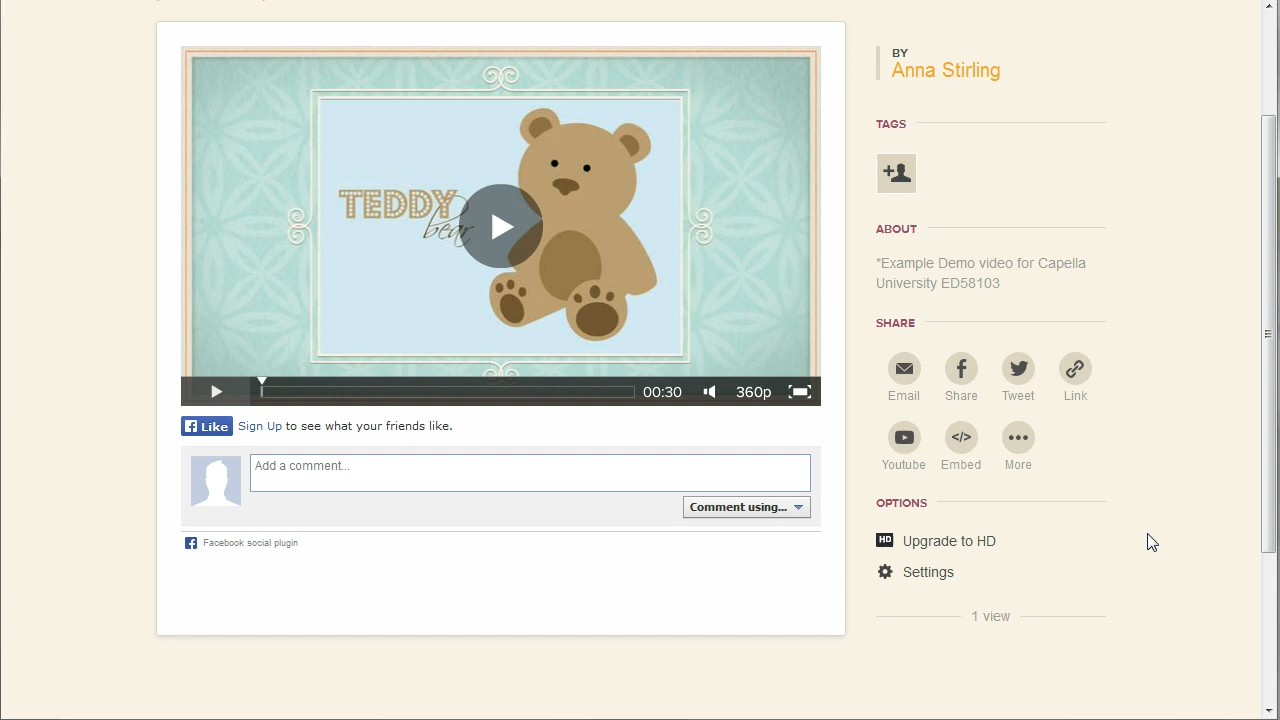 BY
Anna Stirling
TAGS
ABOUT
*Example Demo video for Capella
University ED58103
SHARE
Email
Share
Tweet
Link
Youtube
</>
Embed
More
OPTIONS
HD Upgrade to HD
Settings
1 view
TEDDY
bear
00:30
360p
Like Sign Up to see what your friends like.
Add a comment...
Comment using...
Facebook social plugin